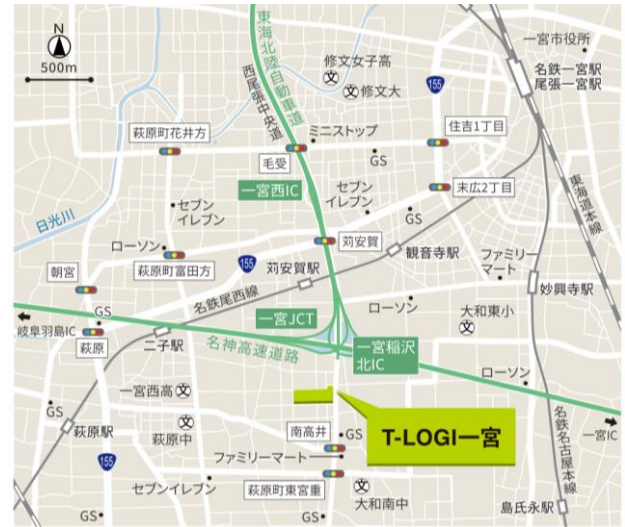 N
500m
東海北陸自動車道
西尾張中央道
修文女子高
文
文
修文大
155
一宮市役所
名鉄一宮駅
尾張一宮駅
萩原町花井方
ミニストップ
住吉1丁目
毛受
GS
一宮西IC
セブン
イレブン
セブン
イレブン
末広2丁目
GS
東海道本線
日光川
ローソン
苅安賀
観音寺駅
ファミリー
マート
朝宮
萩原町富田方
155
苅安賀駅
妙興寺駅
名鉄尾西線
GS
ローソン
大和東小
文
岐阜羽島IC
一宮JCT
萩原
二子駅
名神高速道路
一宮稲沢
北IC
ローソン
一宮西高
文
GS
萩原駅
文
萩原中
T-LOGI一宮
名鉄名古屋本線
一宮IC
南高井
GS
ファミリーマート
155
セブンイレブン
萩原町東宮重
文
大和南中
島氏永駅
GS
GS